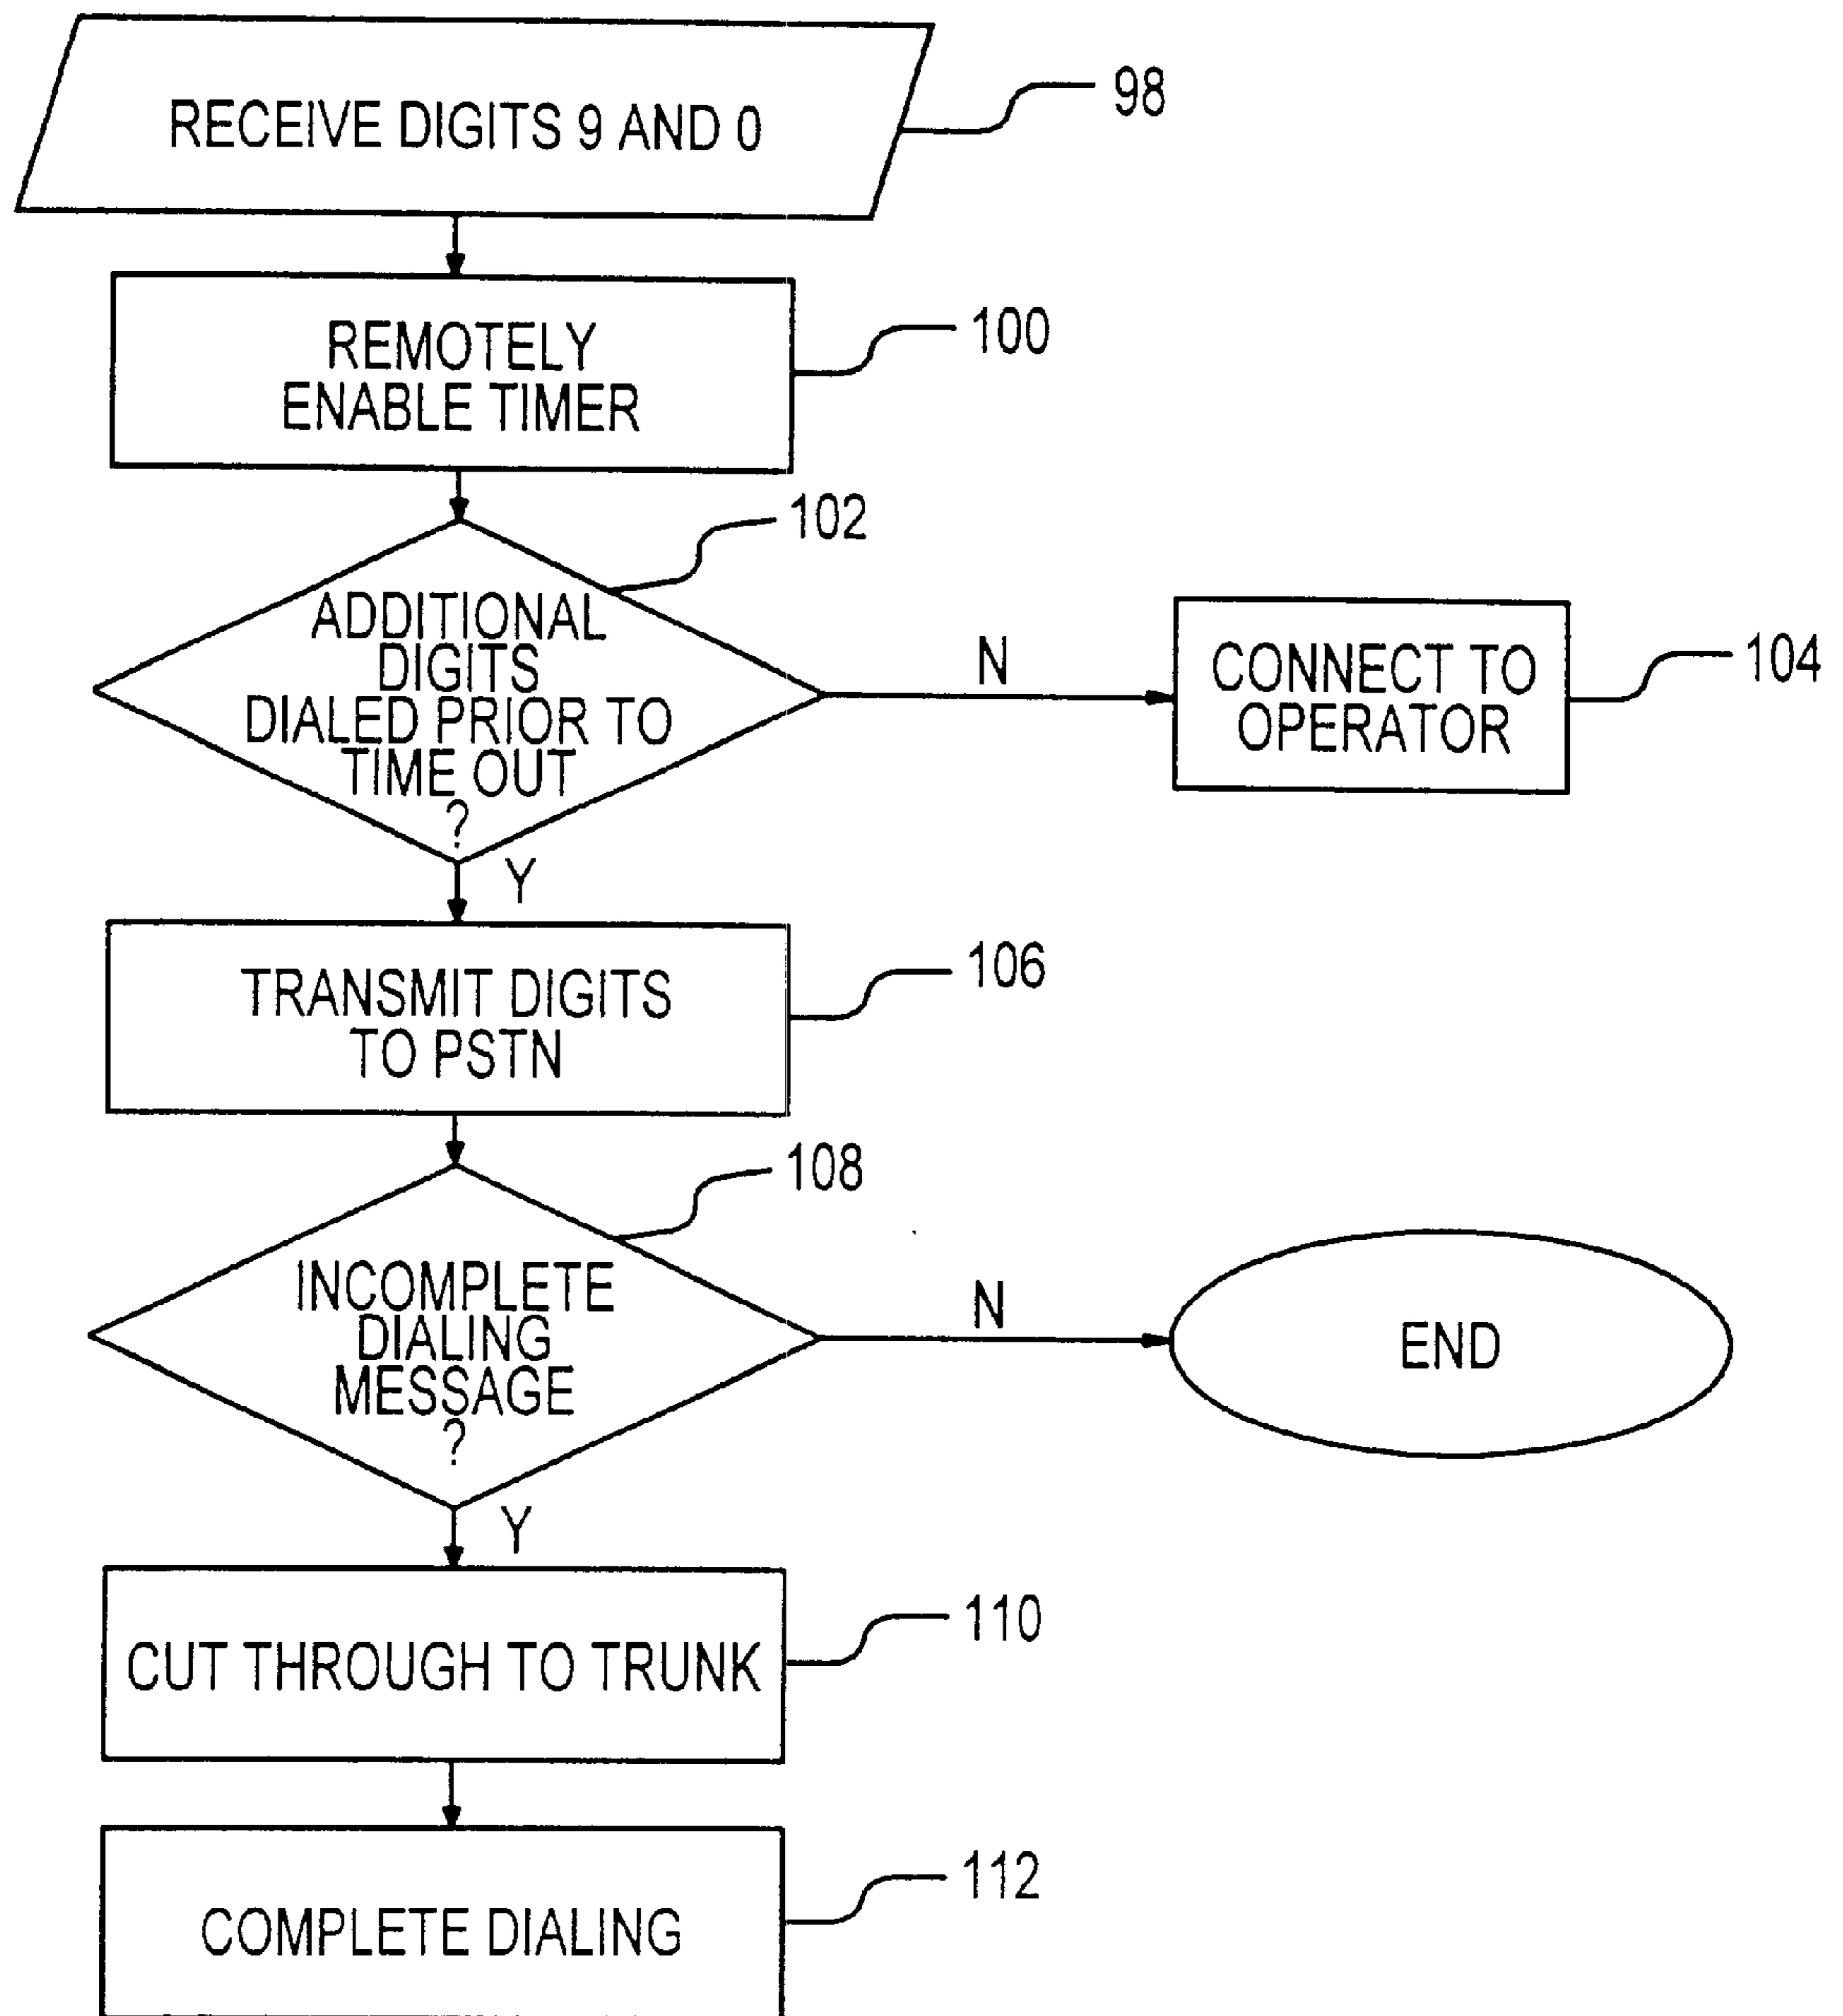 RECEIVE DIGITS 9 AND 0
98
REMOTELY
ENABLE TIMER
100
102
ADDITIONAL
DIGITS
DIALED PRIOR TO
TIME OUT
?
N
CONNECT TO
OPERATOR
104
Y
TRANSMIT DIGITS
TO PSTN
106
108
INCOMPLETE
DIALING
MESSAGE
?
N
END
Y
CUT THROUGH TO TRUNK
110
COMPLETE DIALING
112